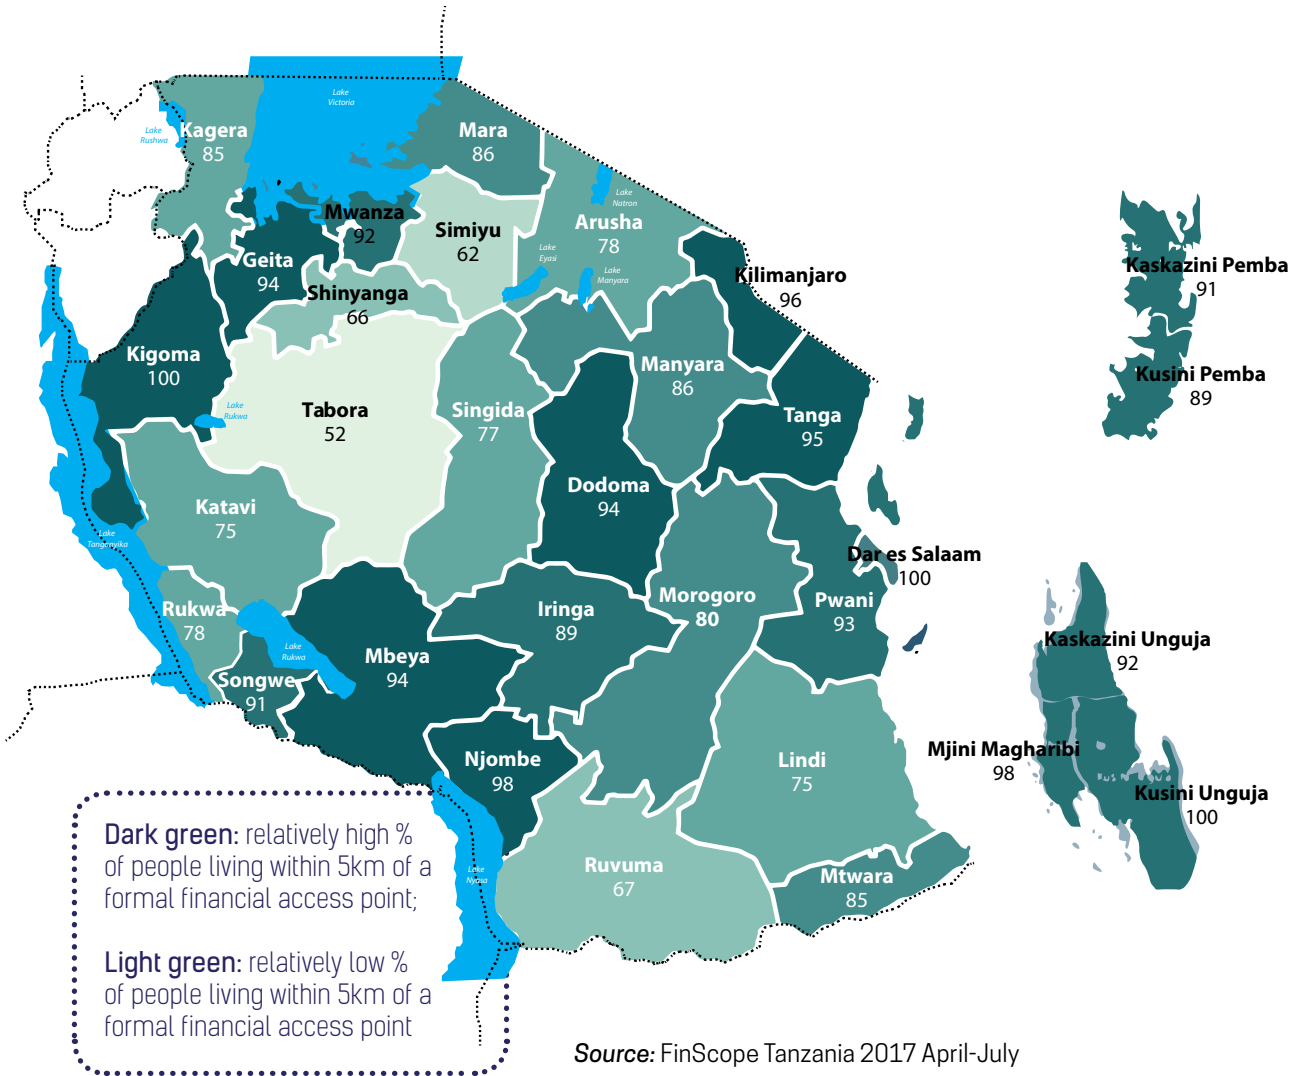 Lake
Victoria
Lake
Rushwa
Kagera
85
Mara
86
Mwanza
92
Simiyu
62
Lake
Natron
Arusha
78
Lake
Eyasi
Lake
Manyara
Geita
94
Shinyanga
66
Kilimanjaro
96
Kigoma
100
Lake
Rukwa
Tabora
52
Singida
77
Manyara
86
Tanga
95
Dodoma
94
Katavi
75
Lake
Tanganyika
Dar es Salaam
100
Rukwa
78
Lake
Rukwa
Iringa
89
Morogoro
80
Pwani
93
Mbeya
94
Songwe
91
Njombe
98
Lindi
75
Lake
Nyasa
Ruvuma
67
Mtwara
85
Kaskazini Pemba
91
Kusini Pemba
89
Kaskazini Unguja
92
Mjini Magharibi
98
Kusini Unguja
100
Dark green: relatively high %
of people living within 5km of a
formal financial access point;
Light green: relatively low %
of people living within 5km of a
formal financial access point
Source: FinScope Tanzania 2017 April-July